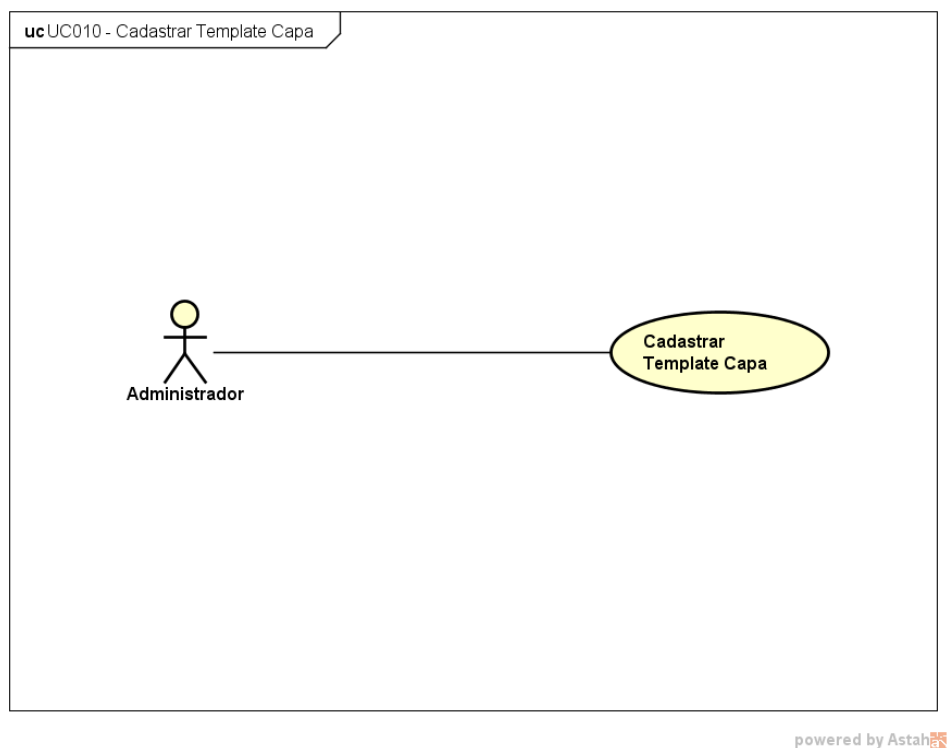 uc UC010 - Cadastrar Template Capa
Cadastrar
Template Capa
Administrador
powered by Astah